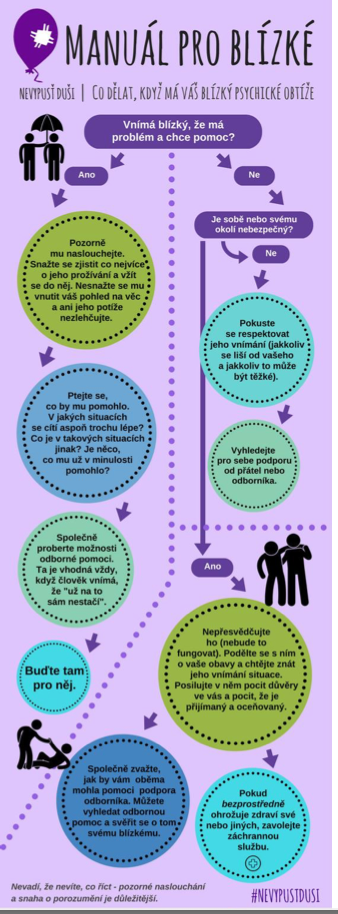 MANUÁL PRO BLÍZKÉ
NEVYPUSŤ DUŠI | CO DĚLAT, KDYŽ MÁ VÁŠ BLÍZKÝ PSYCHICKÉ OBTÍŽE
Vnímá blízký, že má
problém a chce pomoc?
Ano
Pozorně
mu naslouchejte.
Snažte se zjistit co nejvíce
o jeho prožívání a vžít
se do něj. Nesnažte se mu
vnutit váš pohled na věc
a ani jeho potíže
nezlehčujte.
Ptejte se,
co by mu pomohlo.
V jakých situacích
se cítí aspoň trochu lépe?
Co je v takových situacích
jinak? Je něco,
co mu už v minulosti
pomohlo?
Společně
proberte možnosti
odborné pomoci.
Ta je vhodná vždy,
když člověk vnímá,
že "už na to
sám nestačí".
Buďte tam
pro něj.
Ne
Je sobě nebo svému
okolí nebezpečný?
Ne
Pokuste
se respektovat
jeho vnímání (jakkoliv
se liší od vašeho
a jakkoliv to může
být těžké).
Vyhledejte
pro sebe podporu
od přátel nebo
odborníka.
Ano
Nepřesvědčujte
ho (nebude to
fungovat). Podělte se s ním
o vaše obavy a chtějte znát
jeho vnímání situace.
Posilujte v něm pocit důvěry
ve vás a pocit, že je
přijímaný a oceňovaný.
Společně zvažte,
jak by vám oběma
mohla pomoci podpora
odborníka. Můžete
vyhledat odbornou
pomoc a svěřit se o tom
svému blízkému.
Pokud
bezprostředně
ohrožuje zdraví své
nebo jiných, zavolejte
záchrannou
službu.
Nevadí, že nevíte, co říct - pozorné naslouchání
a snaha o porozumění je důležitější.
#NEVYPUSTDUSI